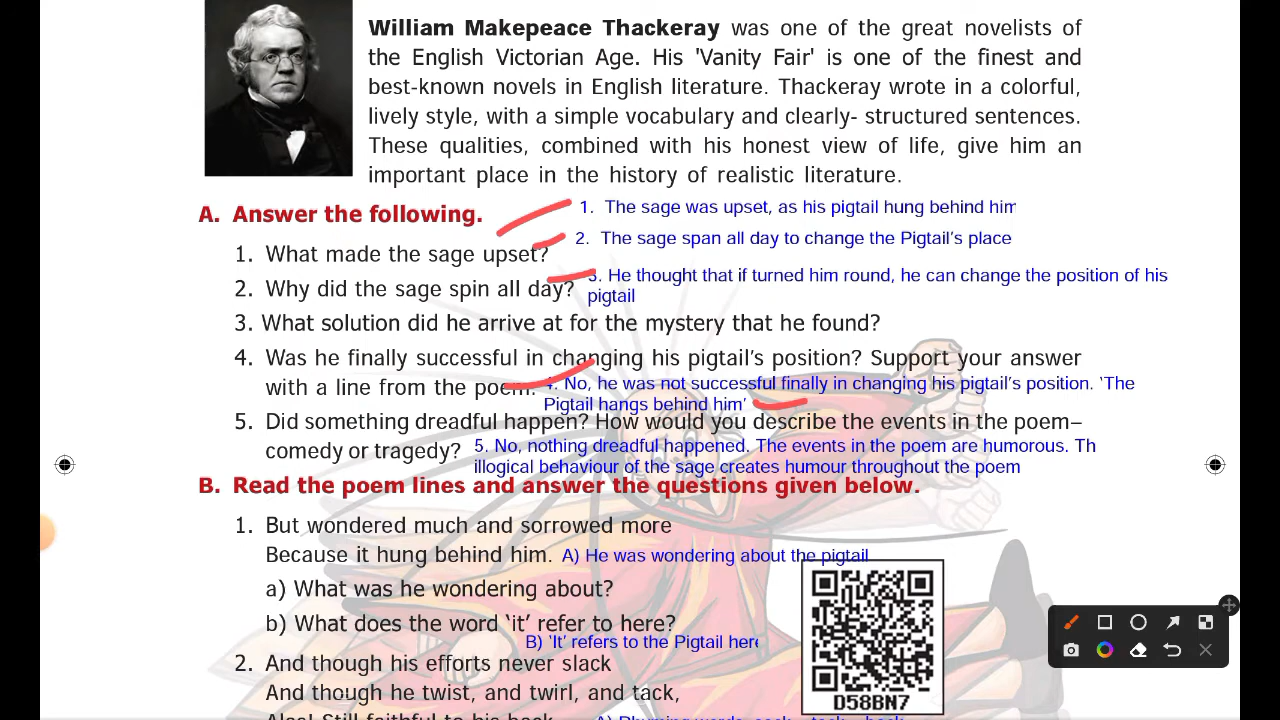 William Makepeace Thackeray was one of the great novelists of
the English Victorian Age. His 'Vanity Fair' is one of the finest and
best-known novels in English literature. Thackeray wrote in a colorful,
lively style, with a simple vocabulary and clearly- structured sentences.
These qualities, combined with his honest view of life, give him an
important place in the history of realistic literature.
A. Answer the following.
1. The sage was upset, as his pigtail hung behind him
1. What made the sage upset?
2. The sage span all day to change the Pigtail's place
2. Why did the sage spin all day?
3. He thought that if turned him round, he can change the position of his
pigtail
3. What solution did he arrive at for the mystery that he found?
4. Was he finally successful in changing his pigtail's position? Support your answer
with a line from the poem.
4. No, he was not successful finally in changing his pigtail's position. 'The
Pigtail hangs behind him'
5. Did something dreadful happen? How would you describe the events in the poem–
comedy or tragedy?
5. No, nothing dreadful happened. The events in the poem are humorous. Th
illogical behaviour of the sage creates humour throughout the poem
B. Read the poem lines and answer the questions given below.
1. But wondered much and sorrowed more
Because it hung behind him.
A) He was wondering about the pigtail
a) What was he wondering about?
b) What does the word 'it' refer to here?
B) 'It' refers to the Pigtail here
2. And though his efforts never slack
And though he twist, and twirl, and tack,
Alas! Still faithful to his back
A) Rhyming words
D58BN7